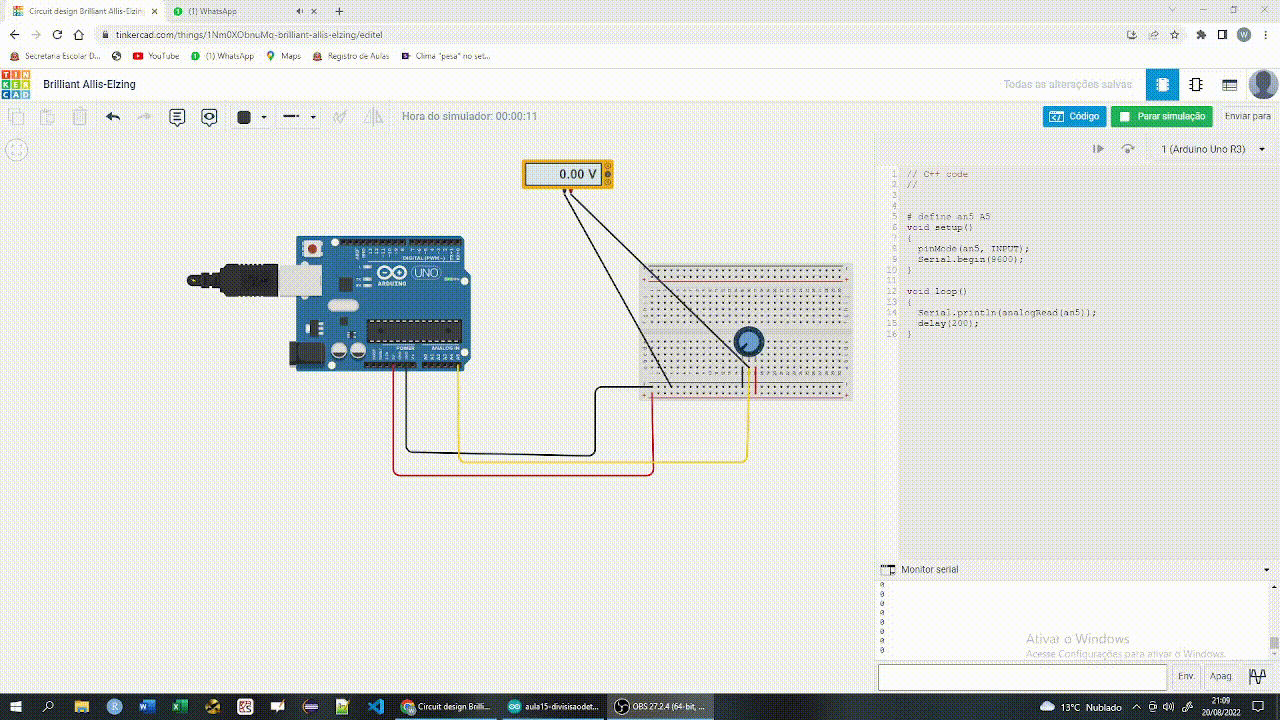 Circuit design Brilliant Allis-Elzin
(1) WhatsApp
tinkercad.com/things/1Nm0XObnuMq-brilliant-allis-elzing/editel
W
Secretaria Escolar D...
YouTube
(1) WhatsApp
Maps
Registro de Aulas
Clima "pesa" no set...
TIN
KER
CAD
Brilliant Allis-Elzing
Todas as alterações salvas
Hora do simulador: 00:00:11
Código
Parar simulação
Enviar para
1 (Arduino Uno R3)
0.00 V
DIGITAL (PWM~)
UNO
ARDUINO
POWER
ANALOG IN
1 // C++ code
2 //
3
4
5 # define an5 A5
6 void setup()
7 {
8 pinMode(an5, INPUT);
9 Serial.begin(9600);
10 }
11
12 void loop()
13 {
14 Serial.println(analogRead(an5));
15 delay(200);
16 }
Monitor serial
0
0
0
0
0
0
0
0
Ativar o Windows
Acesse Configurações para ativar o Windows.
Env.
Apag
Circuit design Brilli...
aula15-divisisaodet...
OBS 27.2.4 (64-bit, ...
13°C Nublado
21:09
20/08/2022